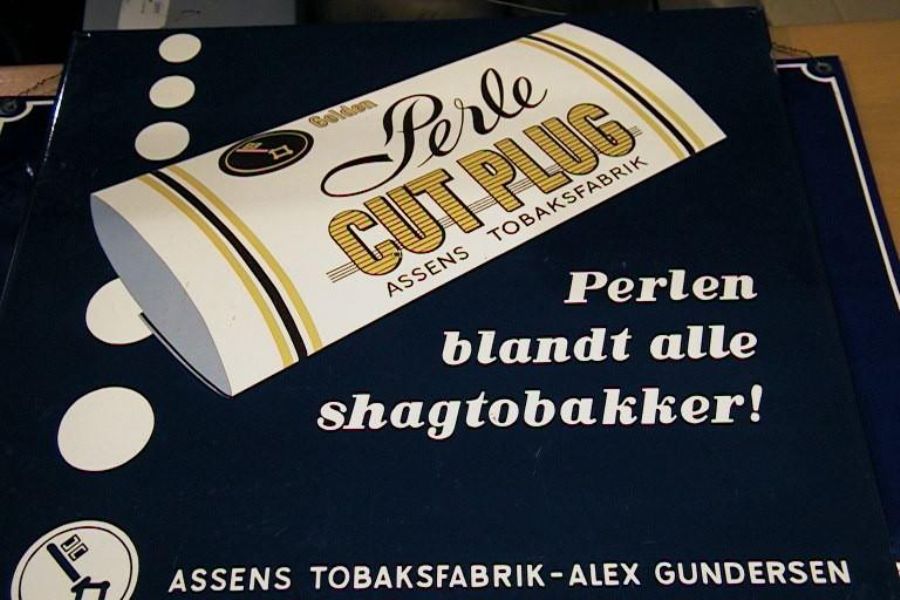 Golden
Perle
CUT PLUG
ASSENS TOBAKSFABRIK
Perlen
blandt alle
shagtobakker!
ASSENS TOBAKSFABRIK-ALEX GUNDERSEN